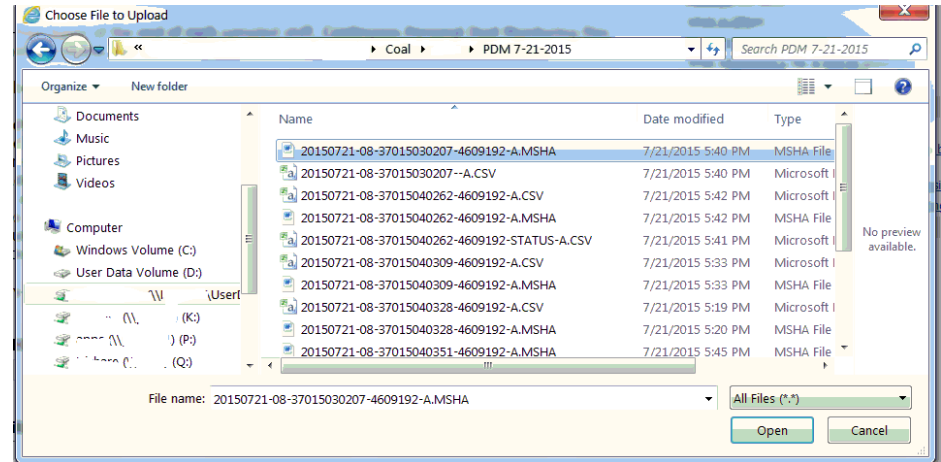 Choose File to Upload
X
« ▸ Coal ▸ ▸ PDM 7-21-2015 Search PDM 7-21-2015
Organize New folder ?
Documents
Music
Pictures
Videos
Computer
Windows Volume (C:)
User Data Volume (D:)
(K:)
(P:)
(Q:)
Name Date modified Type
20150721-08-37015030207-4609192-A.MSHA 7/21/2015 5:40 PM MSHA File
20150721-08-37015030207--A.CSV 7/21/2015 5:40 PM Microsoft
20150721-08-37015040262-4609192-A.CSV 7/21/2015 5:42 PM Microsoft
20150721-08-37015040262-4609192-A.MSHA 7/21/2015 5:42 PM MSHA File
20150721-08-37015040262-4609192-STATUS-A.CSV 7/21/2015 5:41 PM Microsoft
20150721-08-37015040309-4609192-A.CSV 7/21/2015 5:33 PM Microsoft
20150721-08-37015040309-4609192-A.MSHA 7/21/2015 5:33 PM MSHA File
20150721-08-37015040328-4609192-A.CSV 7/21/2015 5:19 PM Microsoft
20150721-08-37015040328-4609192-A.MSHA 7/21/2015 5:20 PM MSHA File
20150721-08-37015040351-4609192-A.MSHA 7/21/2015 5:45 PM MSHA File
No preview
available.
File name: 20150721-08-37015030207-4609192-A.MSHA All Files (*.*)
Open Cancel